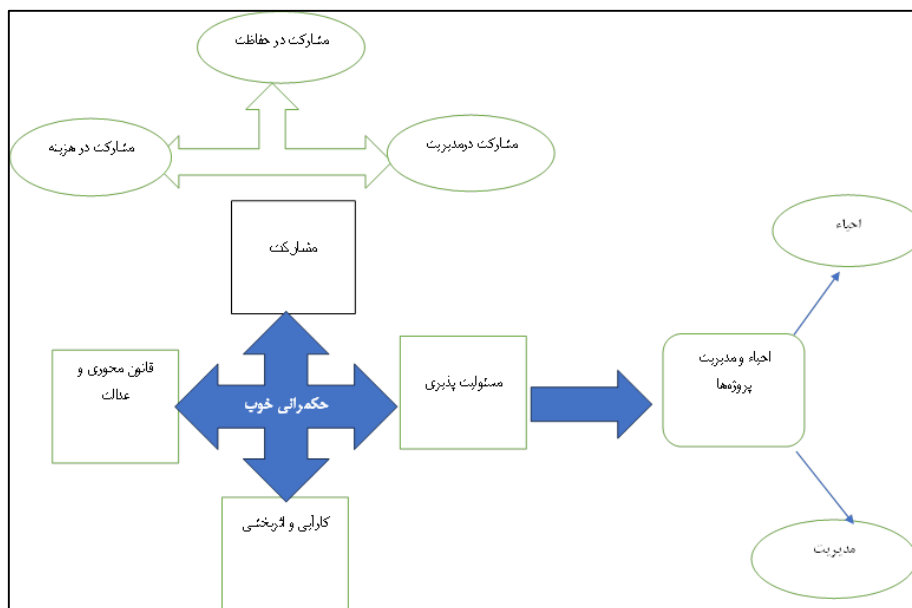 مشارکت در حفاظت
مشارکت در هزینه
مشارکت درمدیریت
مشارکت
احیاء
قانون محوری و
عدالت
حکمرانی خوب
مسئولیت پذیری
احیاء و مدیریت
پروژه‌ها
کارآیی و اثربخشی
مدیریت